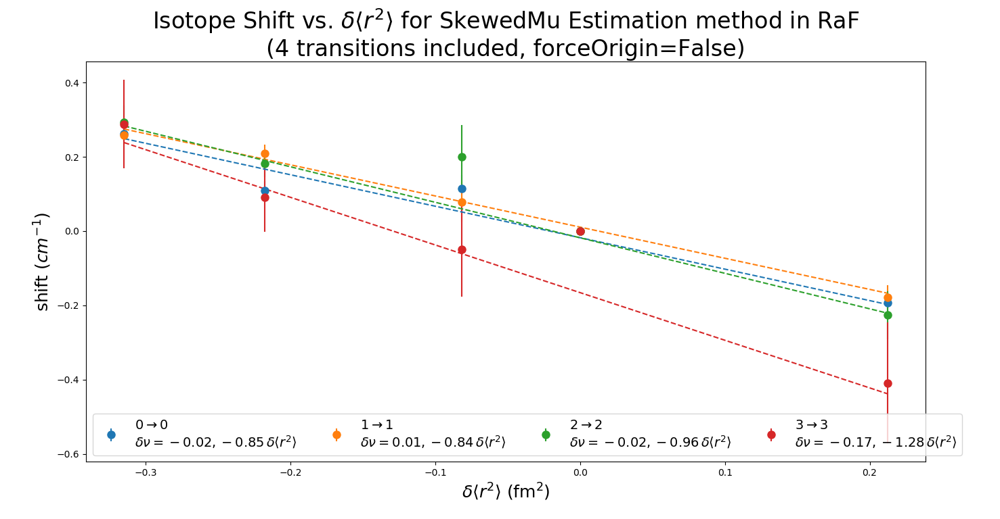 Isotope Shift vs. δ⟨r²⟩ for SkewedMu Estimation method in RaF
(4 transitions included, forceOrigin=False)
0.4
0.2
0.0
−0.2
−0.4
−0.6
shift (cm⁻¹)
0→0
δν = −0.02, −0.85 δ⟨r²⟩
1→1
δν = 0.01, −0.84 δ⟨r²⟩
2→2
δν = −0.02, −0.96 δ⟨r²⟩
3→3
δν = −0.17, −1.28 δ⟨r²⟩
−0.3 −0.2 −0.1 0.0 0.1 0.2
δ⟨r²⟩ (fm²)